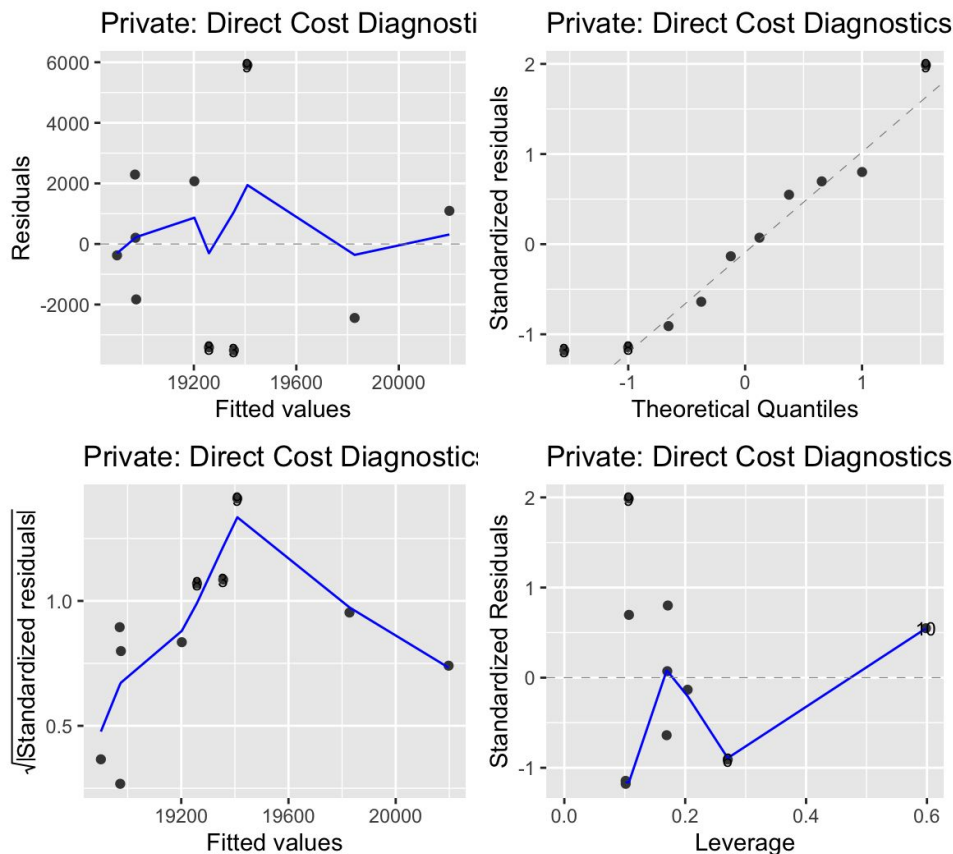 Private: Direct Cost Diagnosti
6000
4000
2000
0
-2000
Residuals
19200
19600
20000
Fitted values
Private: Direct Cost Diagnostics
2
1
0
-1
Standardized residuals
-1
0
1
Theoretical Quantiles
Private: Direct Cost Diagnostics
1.0
0.5
√|Standardized residuals|
19200
19600
20000
Fitted values
Private: Direct Cost Diagnostics
2
1
0
-1
Standardized Residuals
10
0.0
0.2
0.4
0.6
Leverage